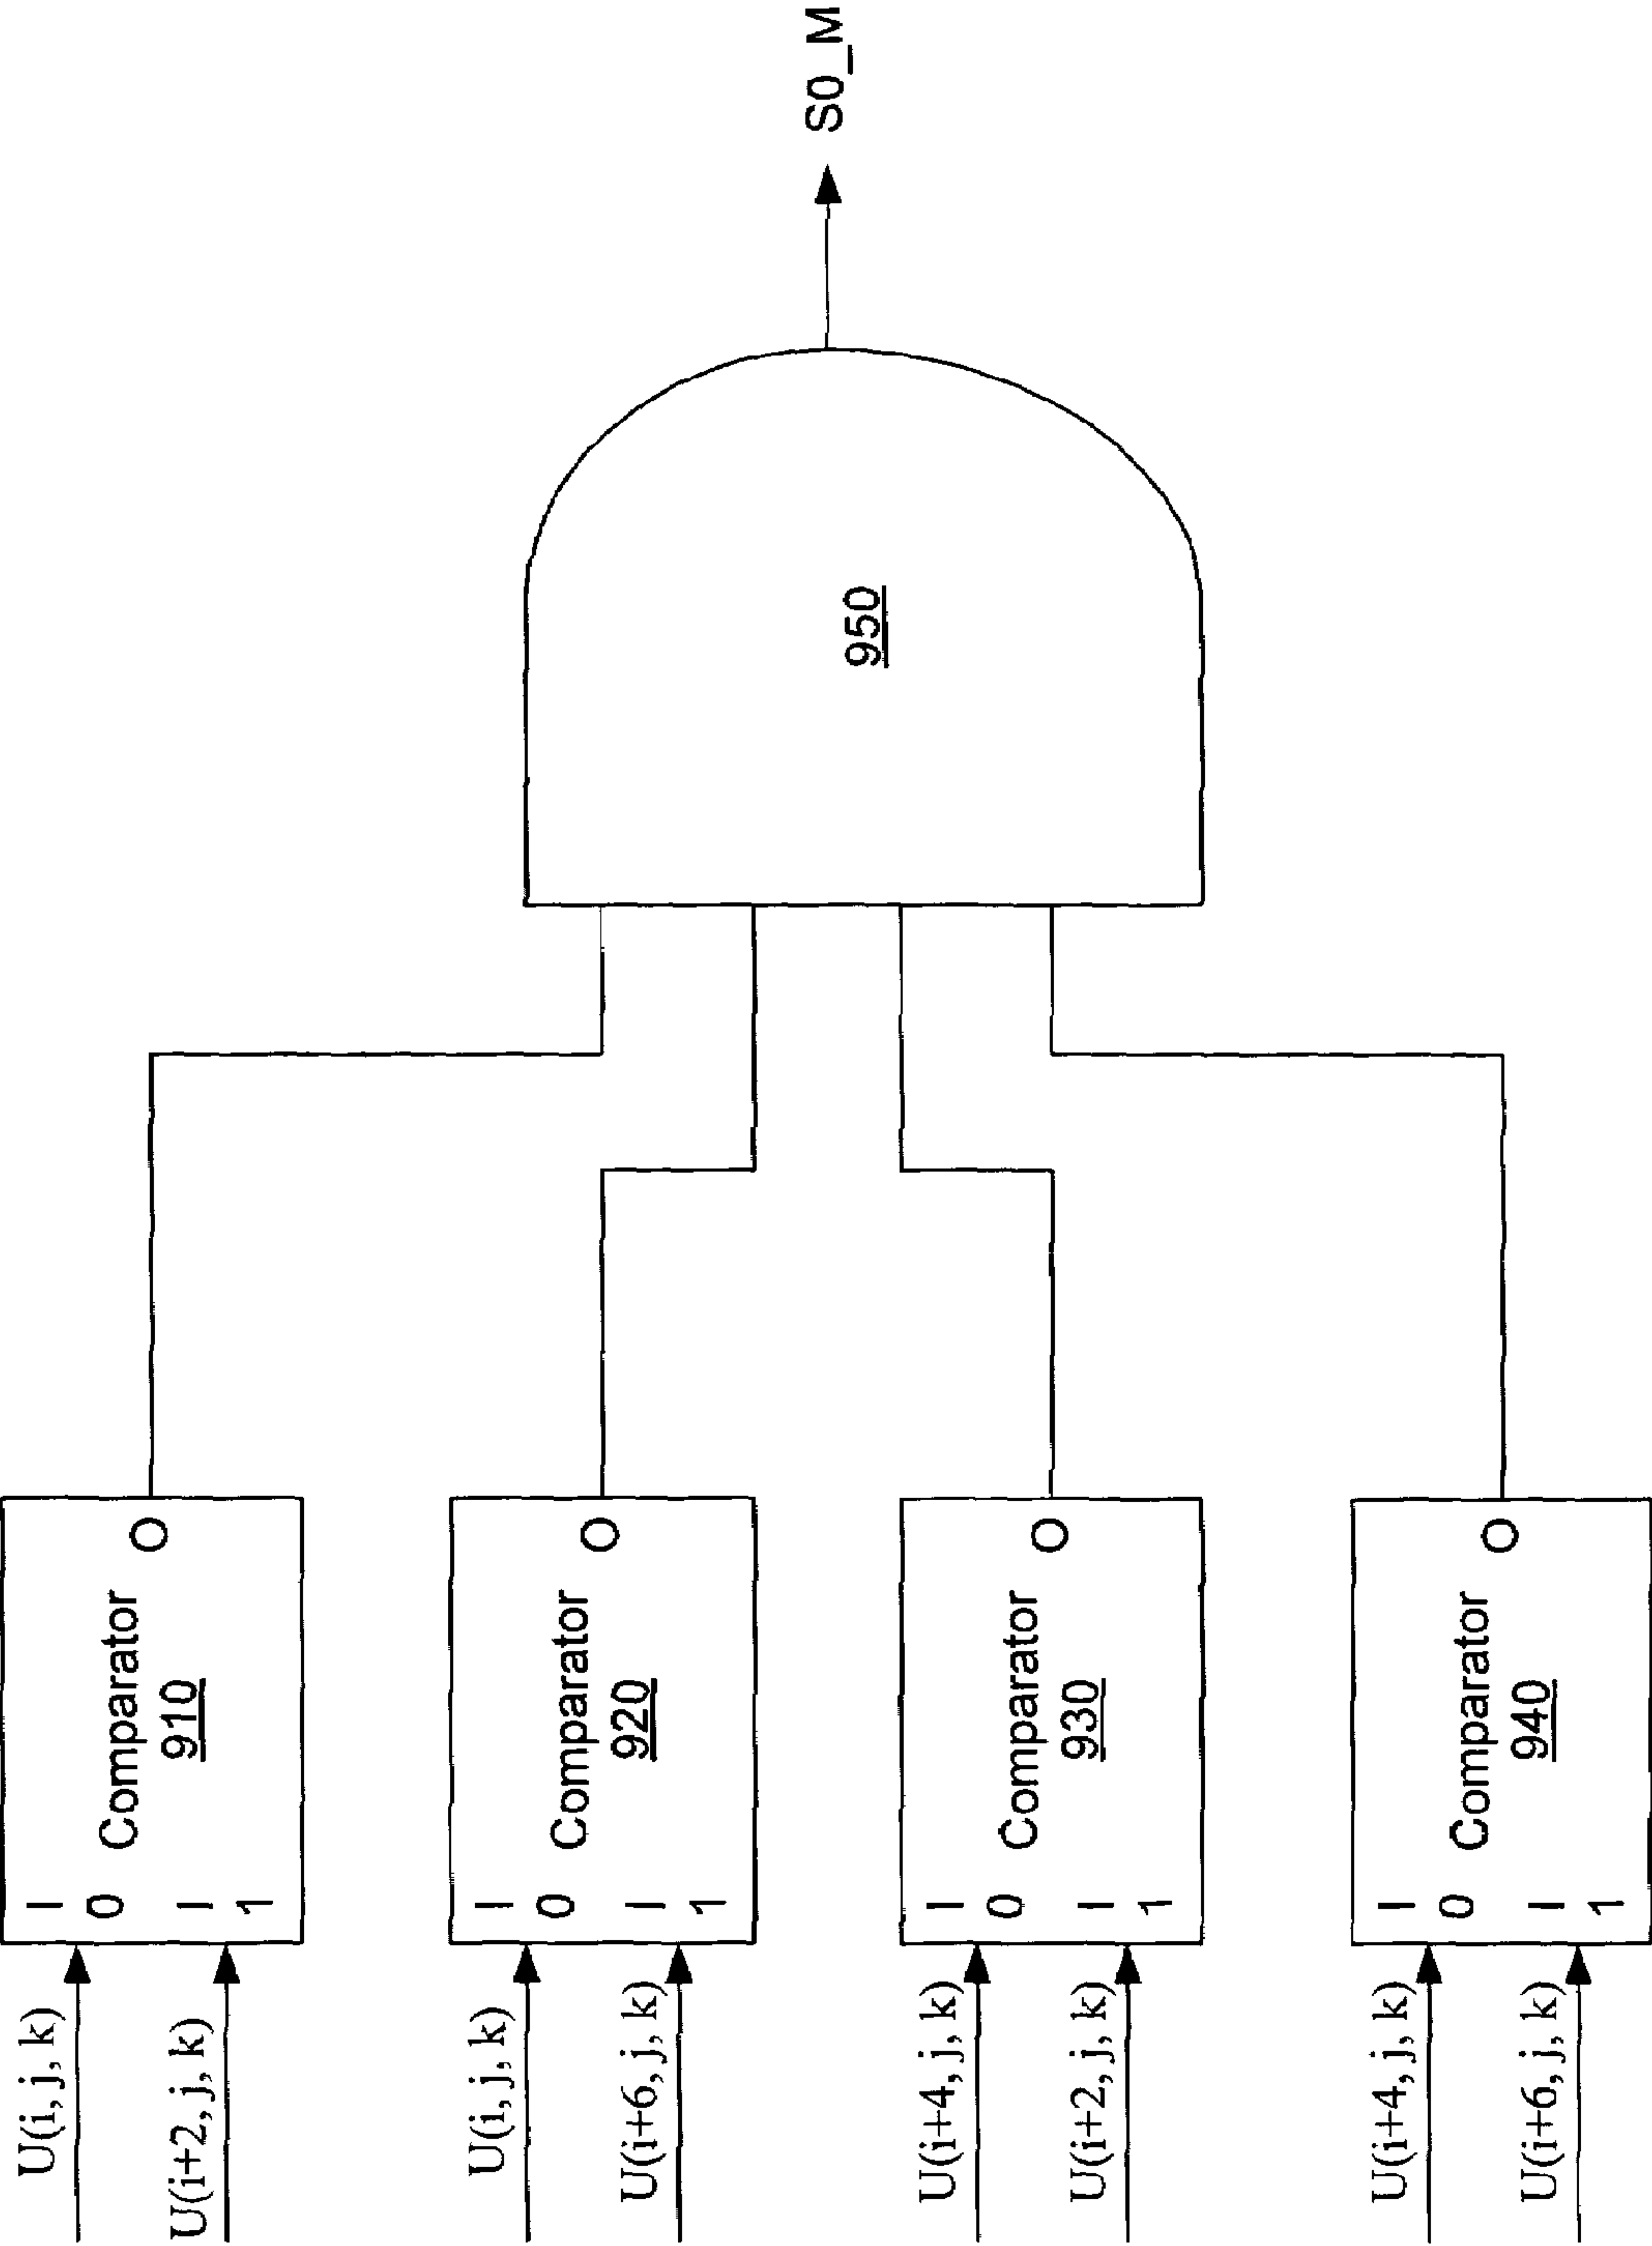 U(i, j, k)
U(i+2, j, k)
I
0
I
1
Comparator
910
O
U(i, j, k)
U(i+6, j, k)
I
0
I
1
Comparator
920
O
U(i+4, j, k)
U(i+2, j, k)
I
0
I
1
Comparator
930
O
U(i+4, j, k)
U(i+6, j, k)
I
0
I
1
Comparator
940
O
950
S0_M